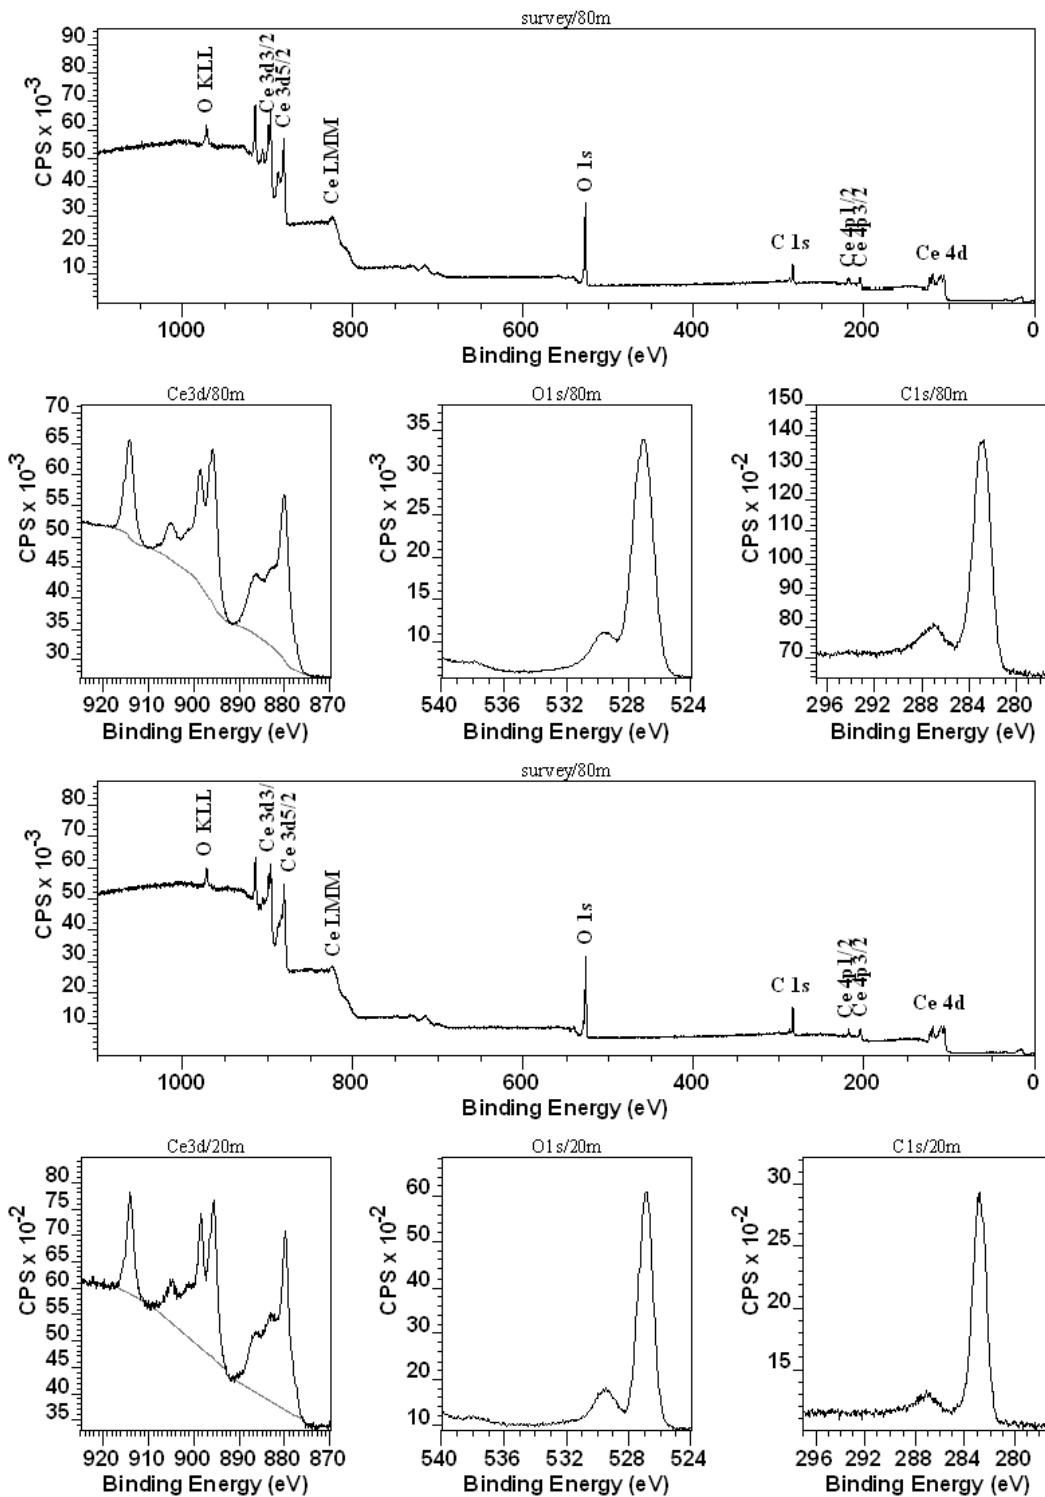 survey/80m
CPS x 10-3
90
80
70
60
50
40
30
20
10
O KLL
Ce 3d3/2
Ce 3d5/2
Ce LMM
O 1s
C 1s
Ce 4p1/2
Ce 4p3/2
Ce 4d
1000 800 600 400 200 0
Binding Energy (eV)
Ce3d/80m
CPS x 10-3
70
65
60
55
50
45
40
35
30
920 910 900 890 880 870
Binding Energy (eV)
O1s/80m
CPS x 10-3
35
30
25
20
15
10
540 536 532 528 524
Binding Energy (eV)
C1s/80m
CPS x 10-2
150
140
130
120
110
100
90
80
70
296 292 288 284 280
Binding Energy (eV)
survey/80m
CPS x 10-3
80
70
60
50
40
30
20
10
O KLL
Ce 3d3/
Ce 3d5/2
Ce LMM
O 1s
C 1s
Ce 4p1/2
Ce 4p3/2
Ce 4d
1000 800 600 400 200 0
Binding Energy (eV)
Ce3d/20m
CPS x 10-2
80
75
70
65
60
55
50
45
40
35
920 910 900 890 880 870
Binding Energy (eV)
O1s/20m
CPS x 10-2
60
50
40
30
20
10
540 536 532 528 524
Binding Energy (eV)
C1s/20m
CPS x 10-2
30
25
20
15
296 292 288 284 280
Binding Energy (eV)